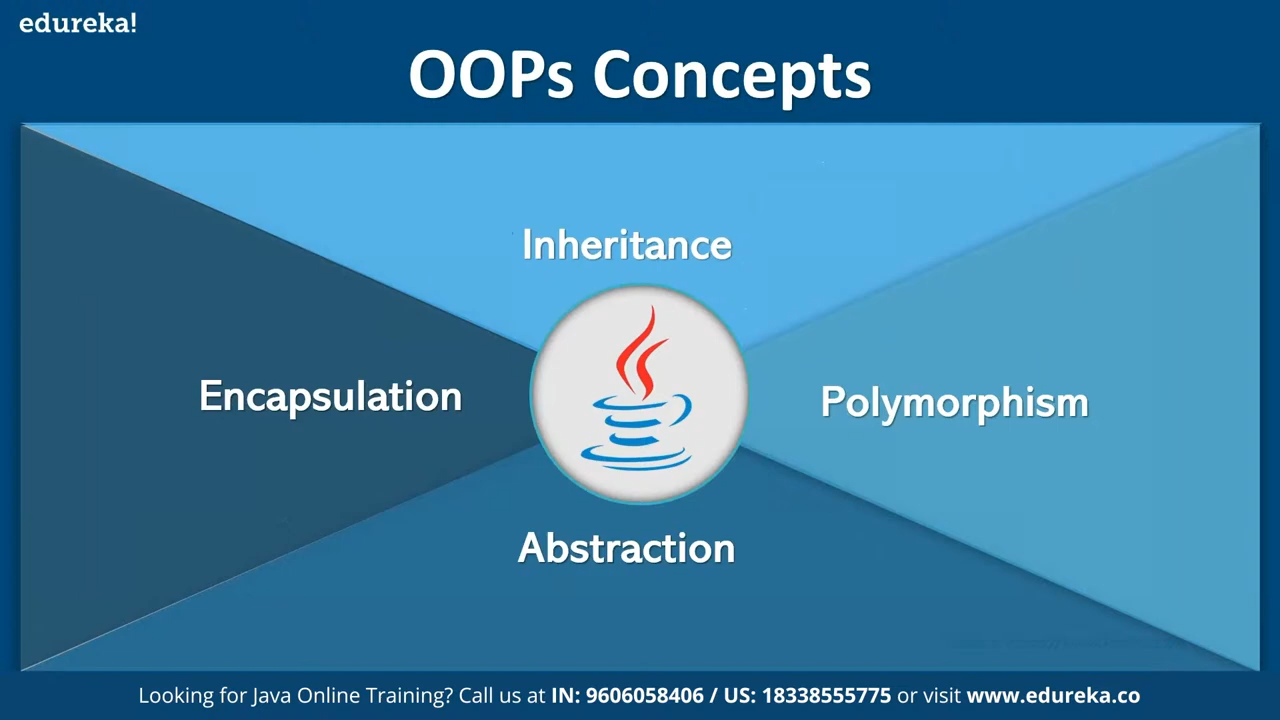 edureka!
OOPs Concepts
Inheritance
Encapsulation
Polymorphism
Abstraction
Looking for Java Online Training? Call us at IN: 9606058406 / US: 18338555775 or visit www.edureka.co